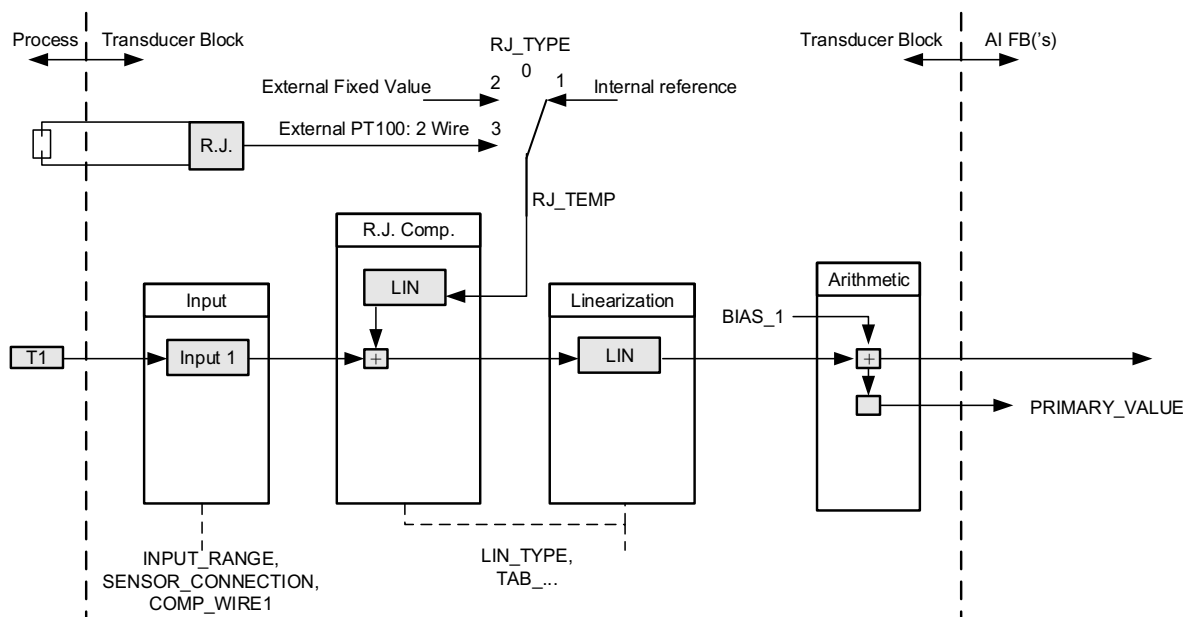 Process
Transducer Block
RJ_TYPE
Transducer Block
AI FB('s)
0
External Fixed Value
2
1
Internal reference
External PT100: 2 Wire
3
R.J.
RJ_TEMP
R.J. Comp.
LIN
Input
Linearization
Arithmetic
BIAS_1
T1
Input 1
+
LIN
+
PRIMARY_VALUE
INPUT_RANGE,
SENSOR_CONNECTION,
COMP_WIRE1
LIN_TYPE,
TAB_...